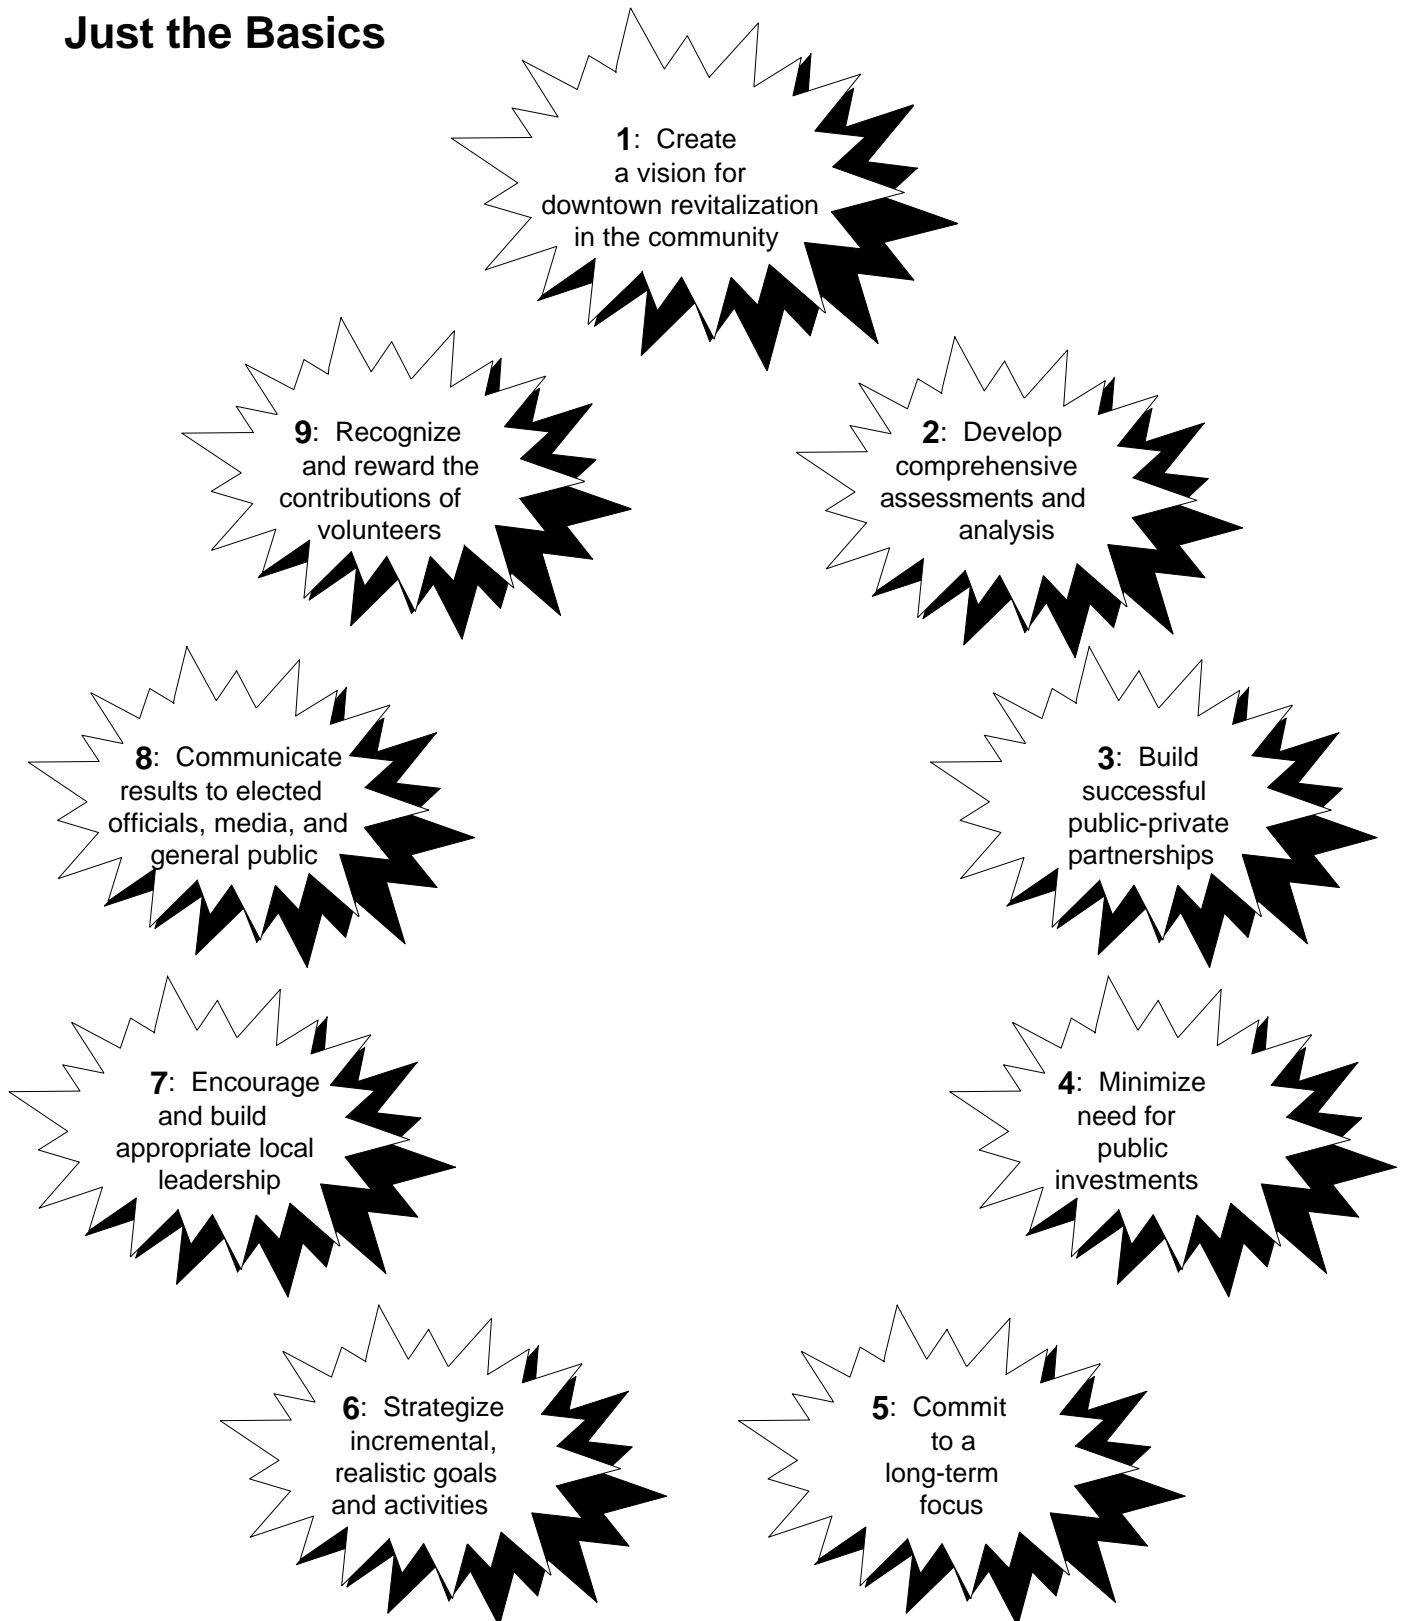 Just the Basics
1: Create
a vision for
downtown revitalization
in the community
2: Develop
comprehensive
assessments and
analysis
3: Build
successful
public-private
partnerships
4: Minimize
need for
public
investments
5: Commit
to a
long-term
focus
6: Strategize
incremental,
realistic goals
and activities
7: Encourage
and build
appropriate local
leadership
8: Communicate
results to elected
officials, media, and
general public
9: Recognize
and reward the
contributions of
volunteers